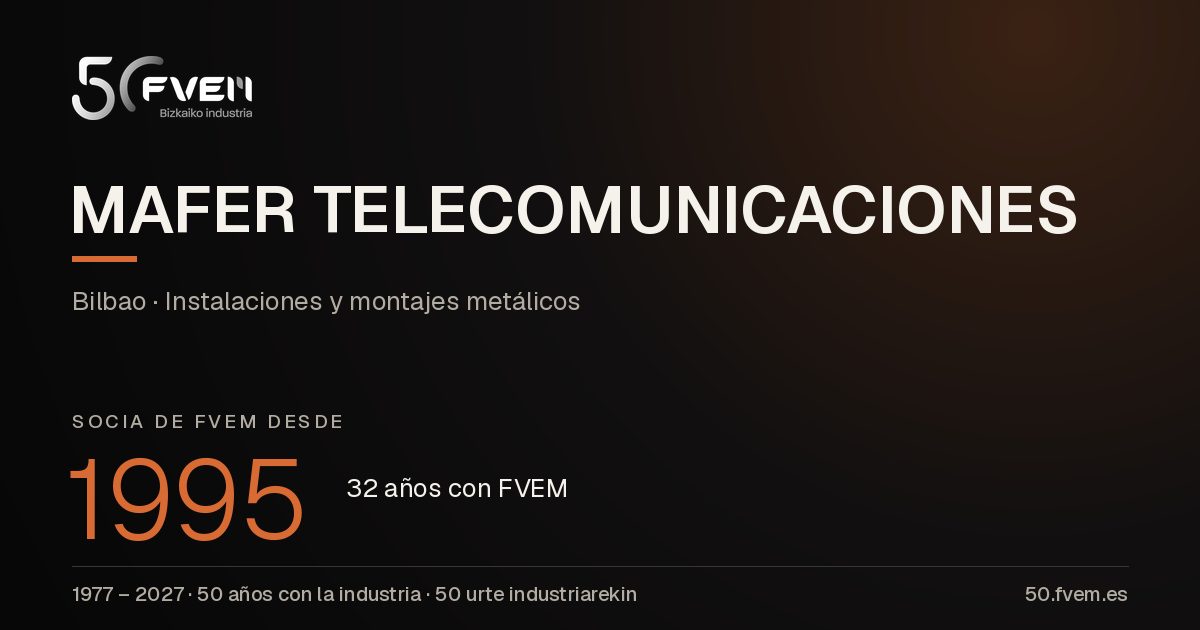 50 FVEM
Bizkaiko industria
MAFER TELECOMUNICACIONES
Bilbao · Instalaciones y montajes metálicos
SOCIA DE FVEM DESDE
1995
32 años con FVEM
1977 – 2027 · 50 años con la industria · 50 urte industriarekin
50.fvem.es